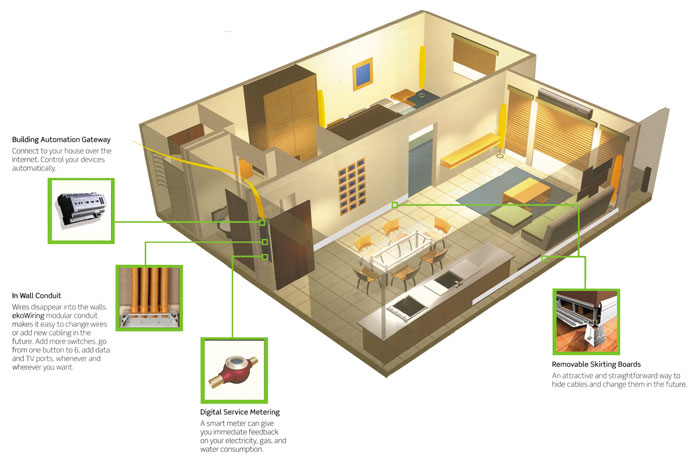 Building Automation Gateway
Connect to your house over the
Internet. Control your devices
automatically.
In Wall Conduit
Wires disappear into the walls.
ekoWiring modular conduit
makes it easy to change wires
or add new cabling in the
future. Add more switches, go
from one button to 6, add data
and TV ports, whenever and
wherever you want.
Digital Service Metering
A smart meter can give
you immediate feedback
on your electricity, gas, and
water consumption.
Removable Skirting Boards
An attractive and straightforward way to
hide cables and change them in the future.